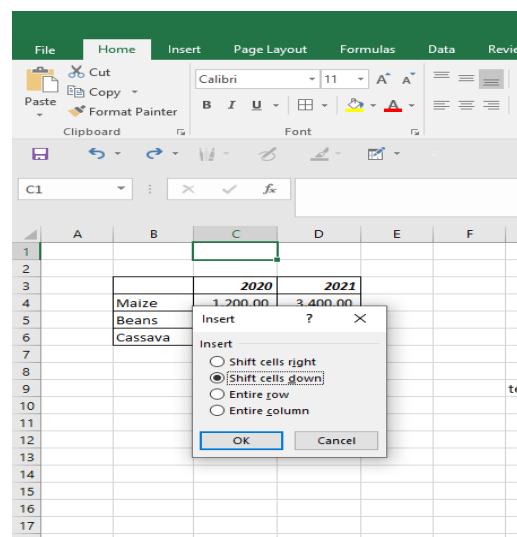 File Home Insert Page Layout Formulas Data Revie
Cut
Copy
Paste
Format Painter
Clipboard
Calibri 11 A A
B I U A
Font
C1 fx
A B C D E F
1
2
3 2020 2021
4 Maize 1,200.00 3,400.00
5 Beans
6 Cassava
7
8
9 te
10
11
12
13
14
15
16
17
Insert ?
Insert
Shift cells right
Shift cells down
Entire row
Entire column
OK Cancel